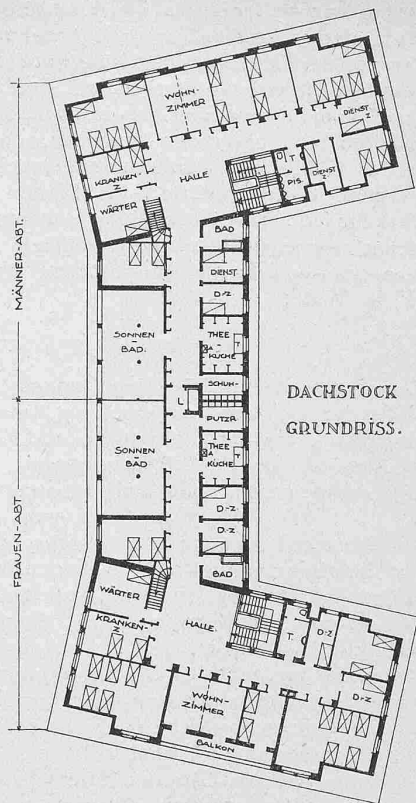 WOHN-
ZIMMER
DIENST
Z
KRANKEN-
Z
HALLE
T
DIENST
Z
PIS.
WÄRTER
BAD
DIENST
D-Z
SONNEN-
BAD.
THEE
KÜCHE
SCHUH-
L
PUTZR
SONNEN
BAD
THEE
KÜCHE
D-Z
D-Z
BAD
WÄRTER
KRANKEN-
Z
HALLE
T
D-Z
D-Z
WOHN-
ZIMMER
BALKON
MÄNNER-ABT.
FRAUEN-ABT
DACHSTOCK
GRUNDRISS.